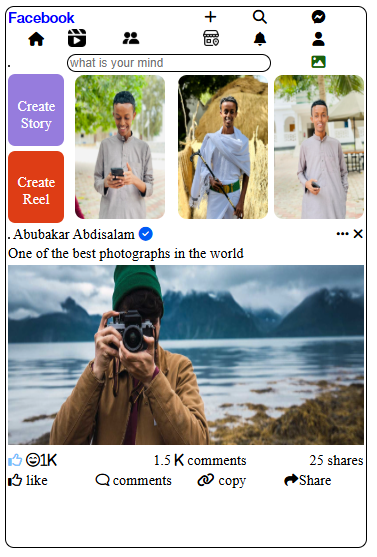 Facebook
. what is your mind
Create
Story
Create
Reel
. Abubakar Abdisalam
One of the best photographs in the world
1K 1.5 K comments 25 shares
like comments copy Share